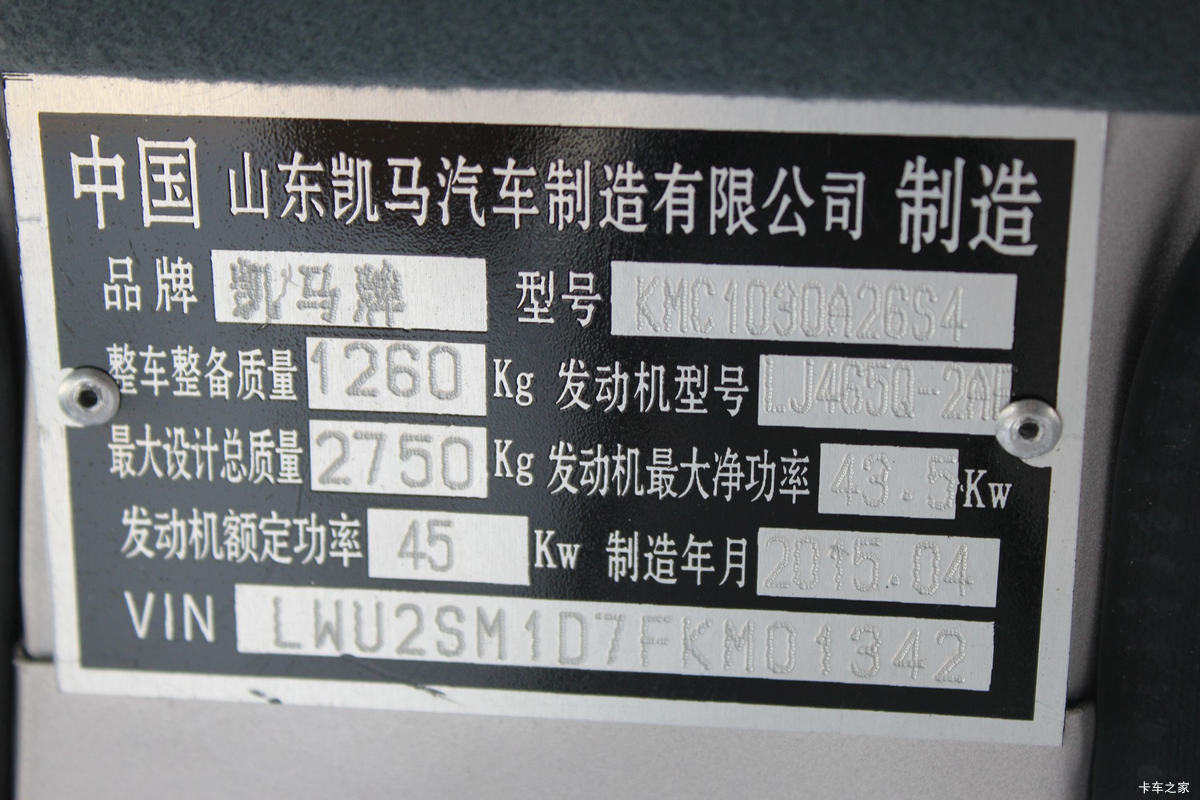 中国 山东凯马汽车制造有限公司 制造
品牌 凯马牌 型号 KMC1030A26S4
整车整备质量 1260 Kg 发动机型号 LJ465Q-2AE
最大设计总质量 2750 Kg 发动机最大净功率 43.5 Kw
发动机额定功率 45 Kw 制造年月 2015.04
VIN LWU2SM1D7FKM01342
卡车之家